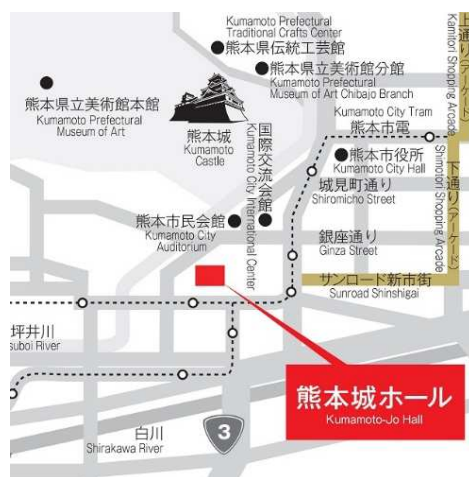 Kumamoto Prefectural
Traditional Crafts Center
熊本県伝統工芸館
熊本県立美術館分館
Kumamoto Prefectural
Museum of Art Chibajo Branch
上通り(アーケード)
Kamitori Shopping Arcade
熊本県立美術館本館
Kumamoto Prefectural
Museum of Art
熊本城
Kumamoto
Castle
国際交流会館
Kumamoto City International Center
Kumamoto City Tram
熊本市電
熊本市役所
Kumamoto City Hall
下通り(アーケード)
Shimotori Shopping Arcade
城見町通り
Shiromicho Street
熊本市民会館
Kumamoto City
Auditorium
銀座通り
Ginza Street
サンロード新市街
Sunroad Shinshigai
坪井川
suboi River
熊本城ホール
Kumamoto-Jo Hall
白川
Shirakawa River
3